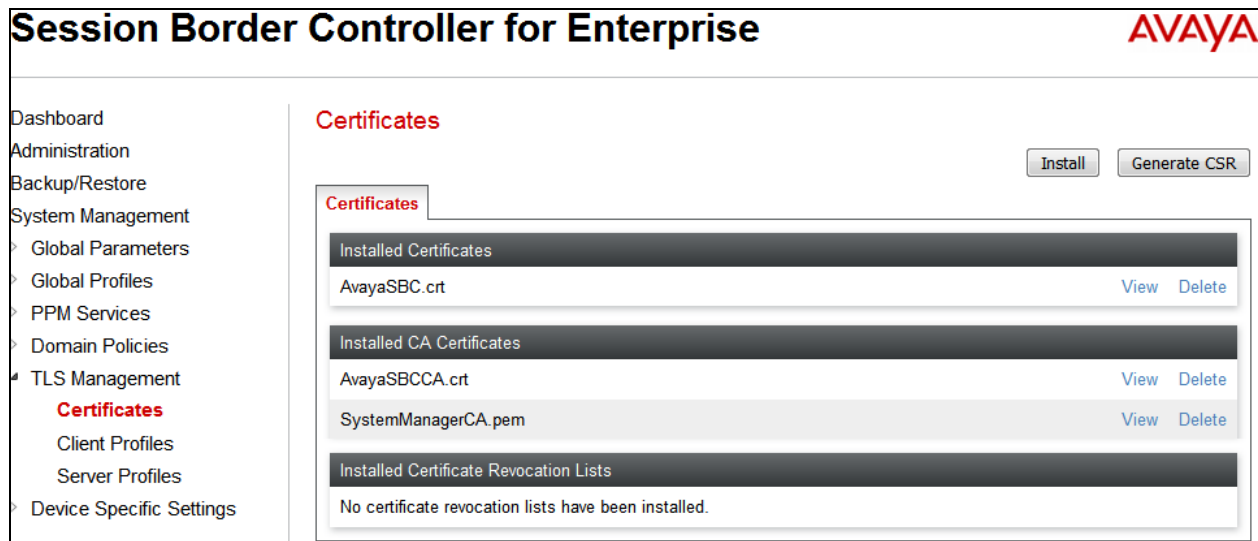 Session Border Controller for Enterprise
AVAYA
Dashboard
Administration
Backup/Restore
System Management
Global Parameters
Global Profiles
PPM Services
Domain Policies
TLS Management
Certificates
Client Profiles
Server Profiles
Device Specific Settings
Certificates
Install Generate CSR
Certificates
Installed Certificates
AvayaSBC.crt View Delete
Installed CA Certificates
AvayaSBCCA.crt View Delete
SystemManagerCA.pem View Delete
Installed Certificate Revocation Lists
No certificate revocation lists have been installed.